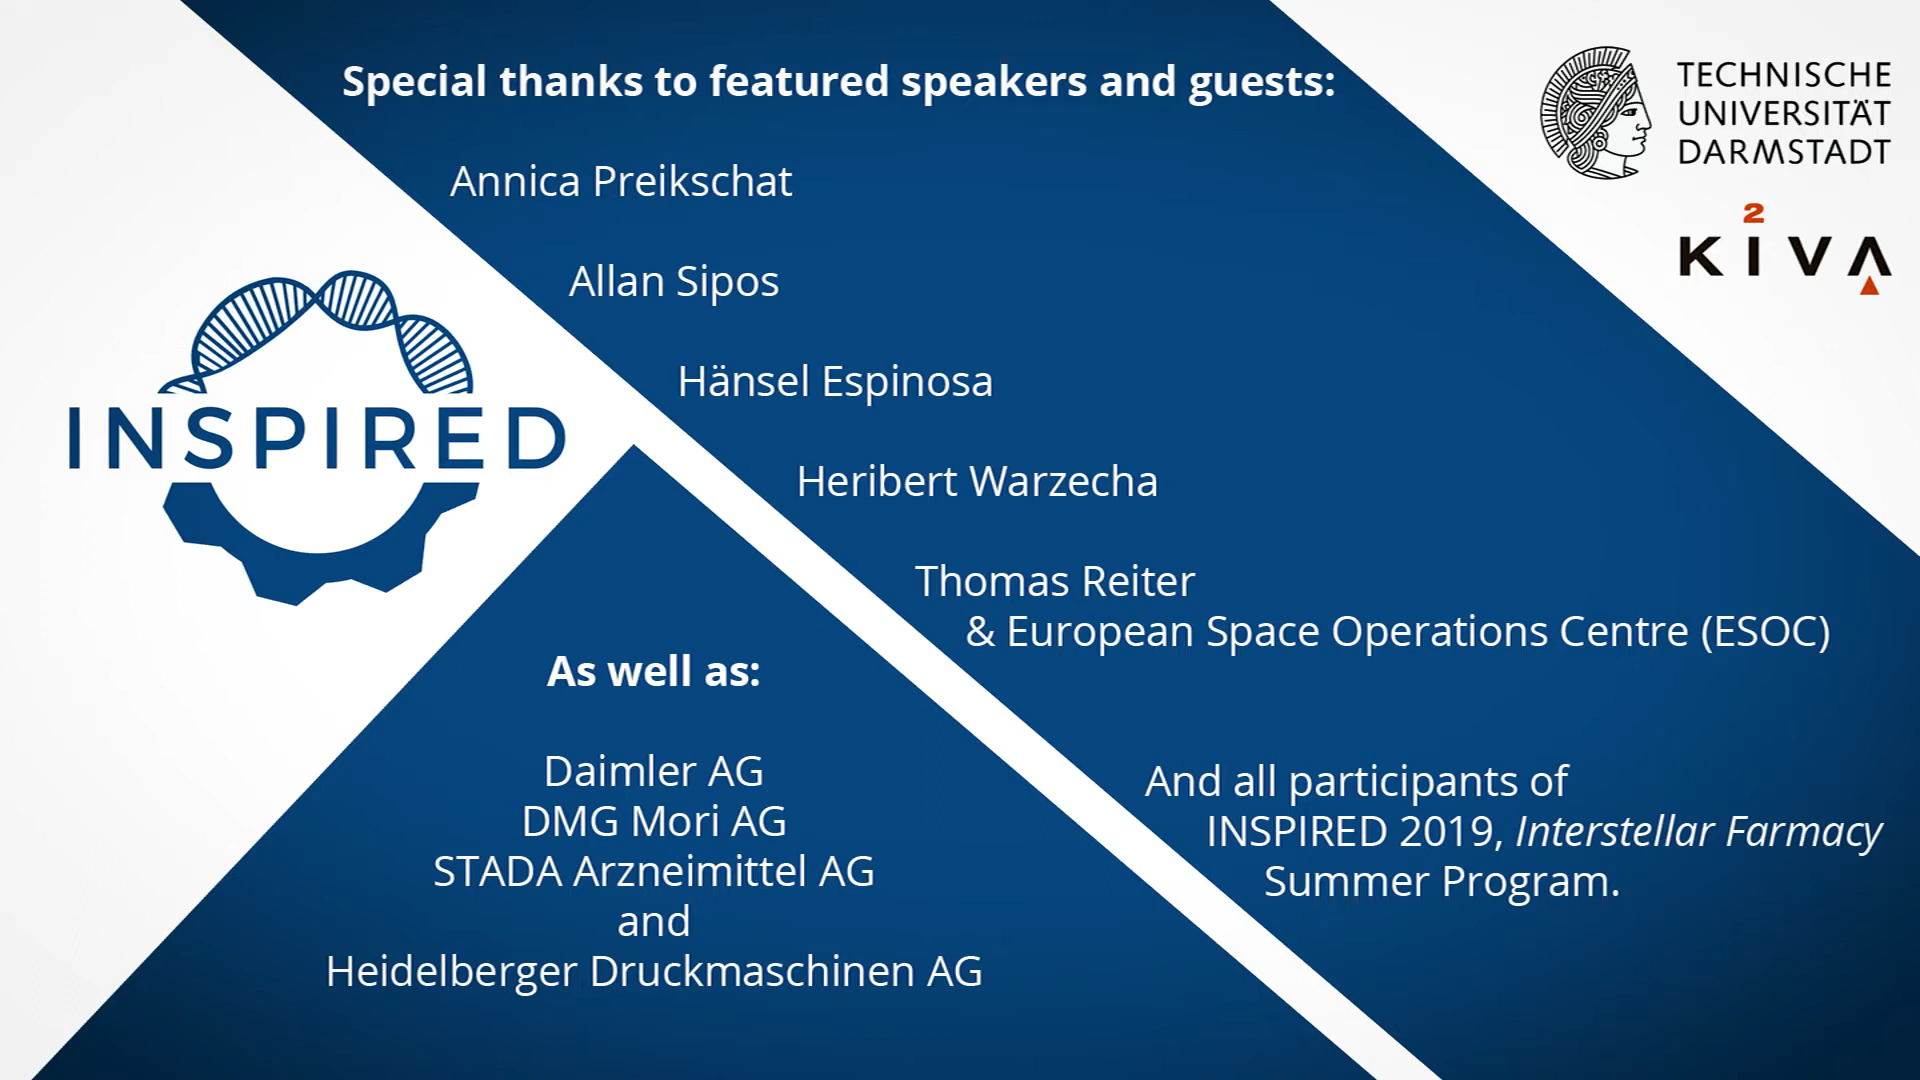 Special thanks to featured speakers and guests:
Annica Preikschat
Allan Sipos
Hänsel Espinosa
Heribert Warzecha
Thomas Reiter
& European Space Operations Centre (ESOC)
And all participants of
INSPIRED 2019, Interstellar Farmacy
Summer Program.
As well as:
Daimler AG
DMG Mori AG
STADA Arzneimittel AG
and
Heidelberger Druckmaschinen AG
INSPIRED
TECHNISCHE
UNIVERSITÄT
DARMSTADT
2
KIVA